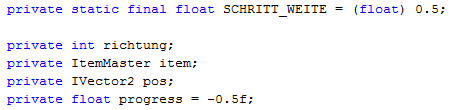 private static final float SCHRITT_WEITE = (float) 0.5;
private int richtung;
private ItemMaster item;
private IVector2 pos;
private float progress = -0.5f;